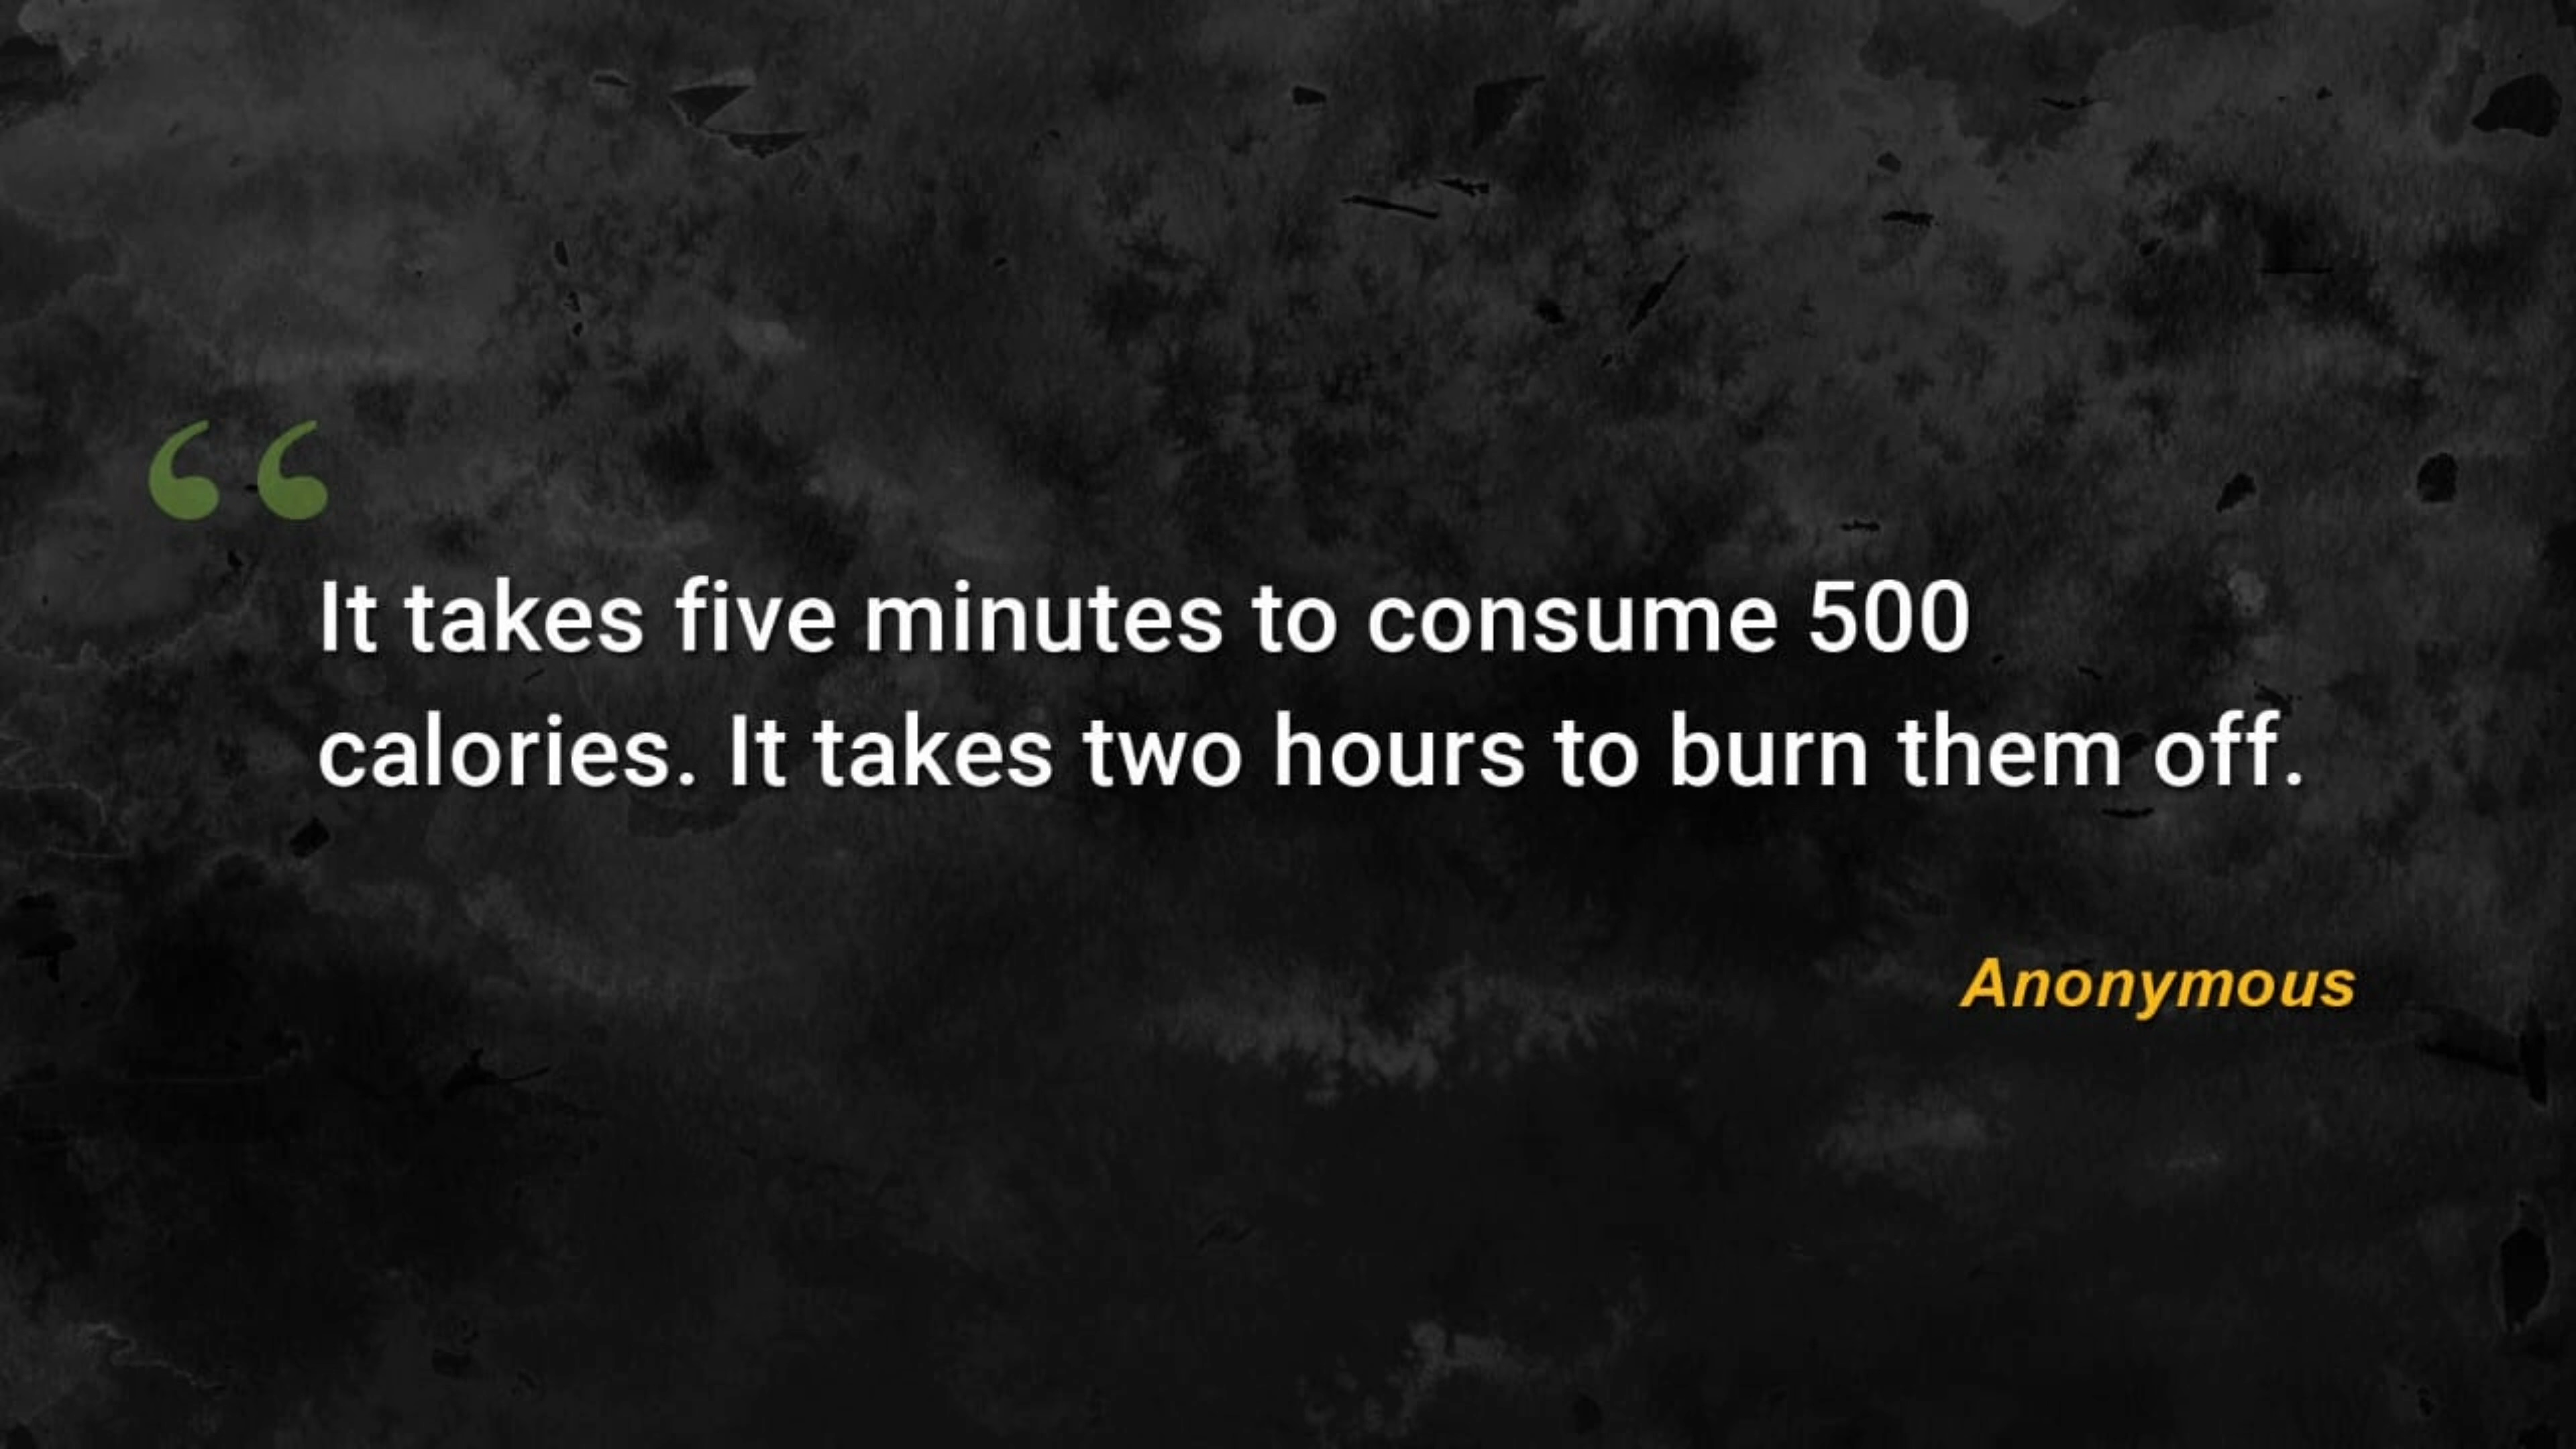 “
It takes five minutes to consume 500
calories. It takes two hours to burn them off.
Anonymous